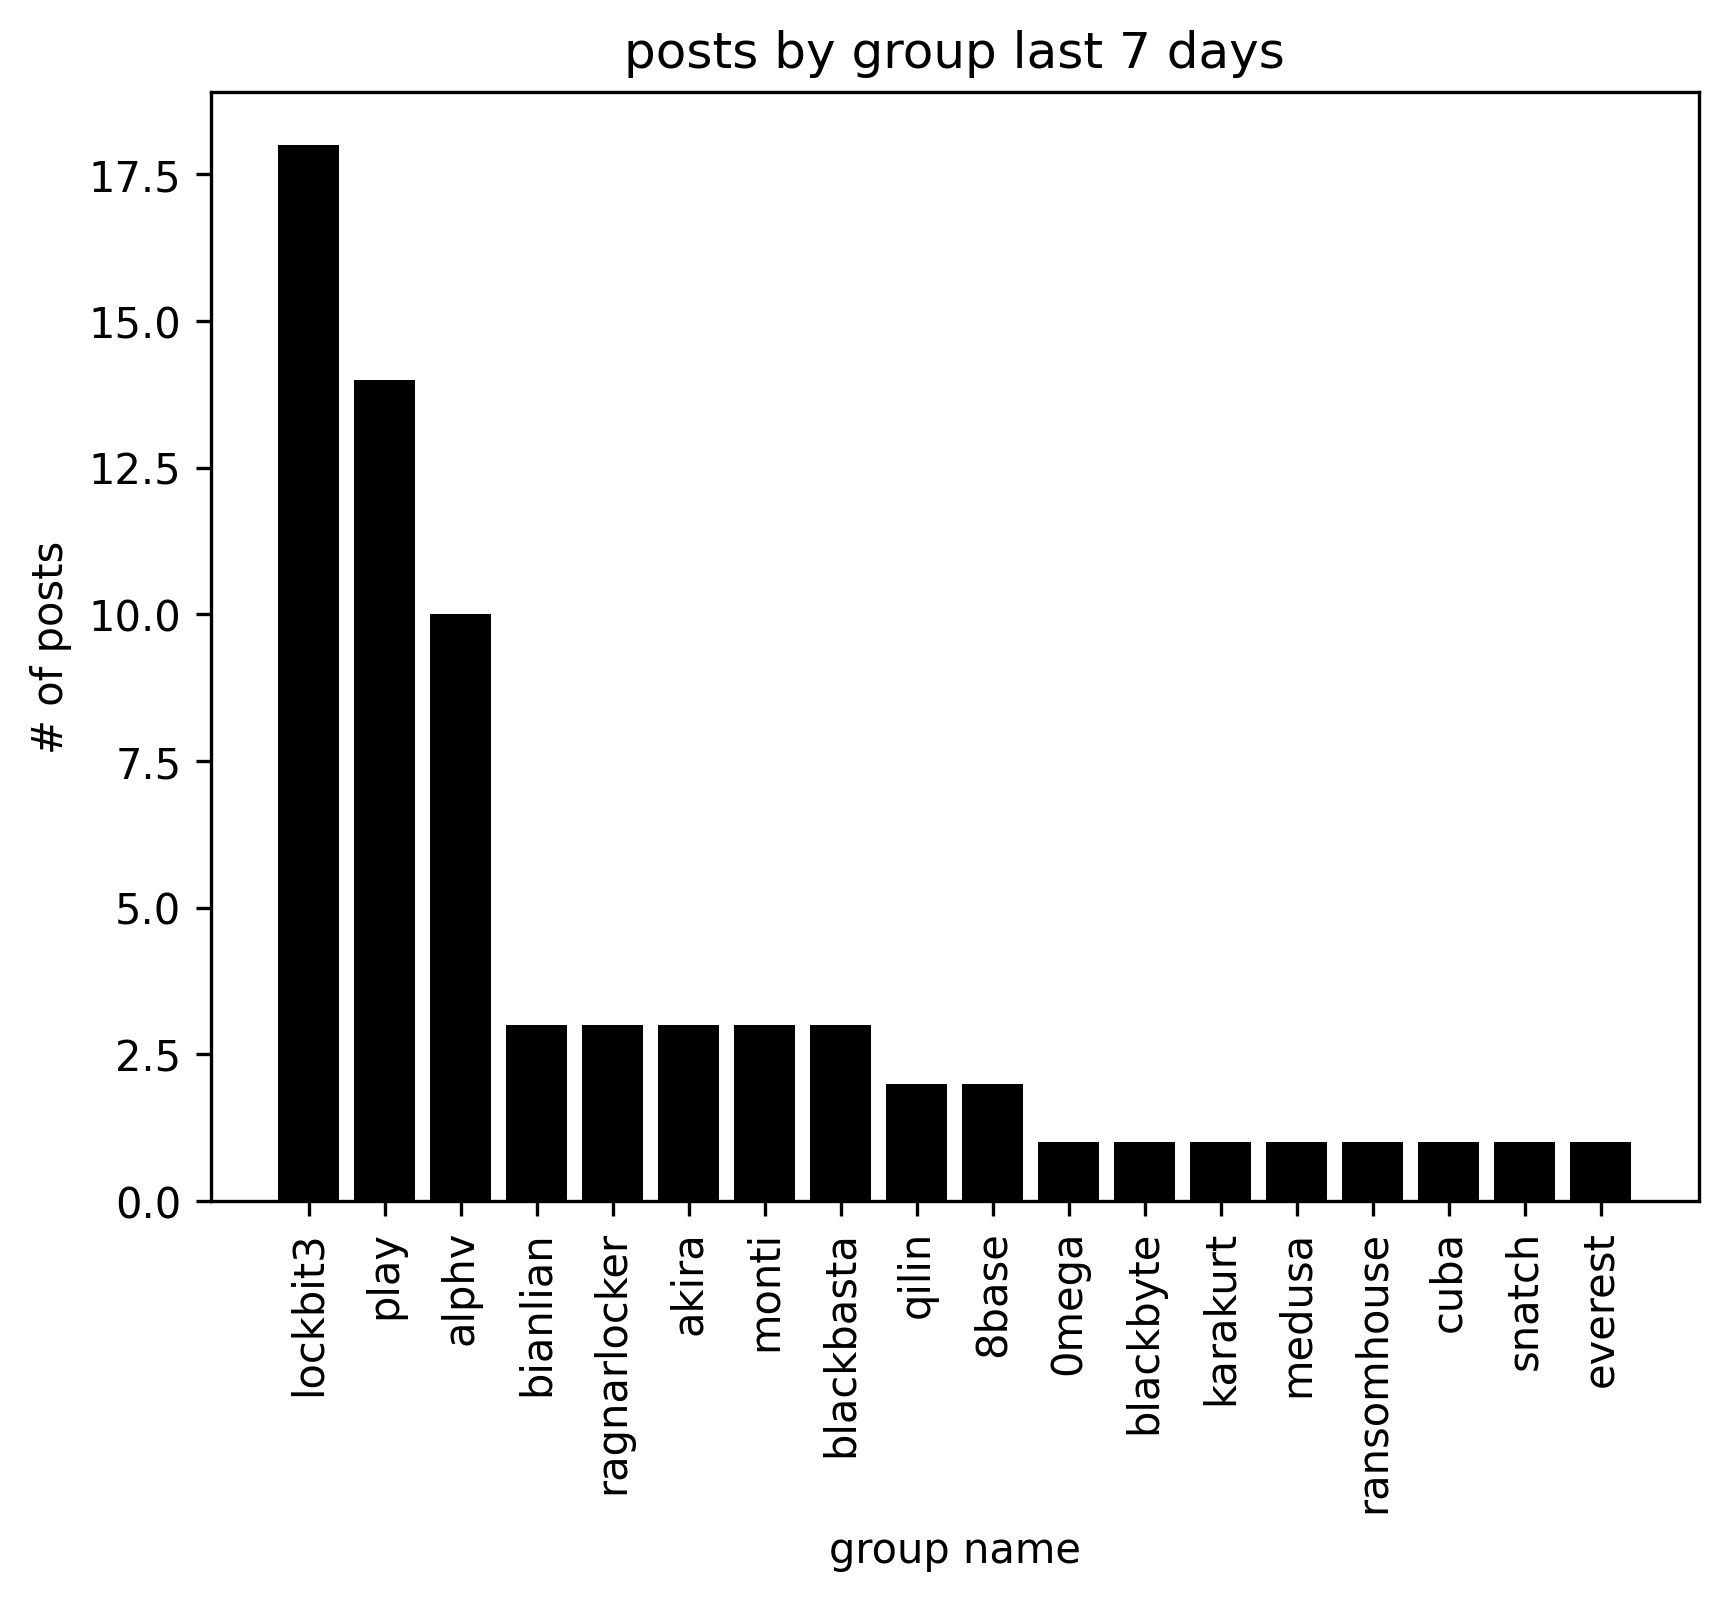 posts by group last 7 days
# of posts
17.5
15.0
12.5
10.0
7.5
5.0
2.5
0.0
lockbit3
play
alphv
bianlian
ragnarlocker
akira
monti
blackbasta
qilin
8base
0mega
blackbyte
karakurt
medusa
ransomhouse
cuba
snatch
everest
group name